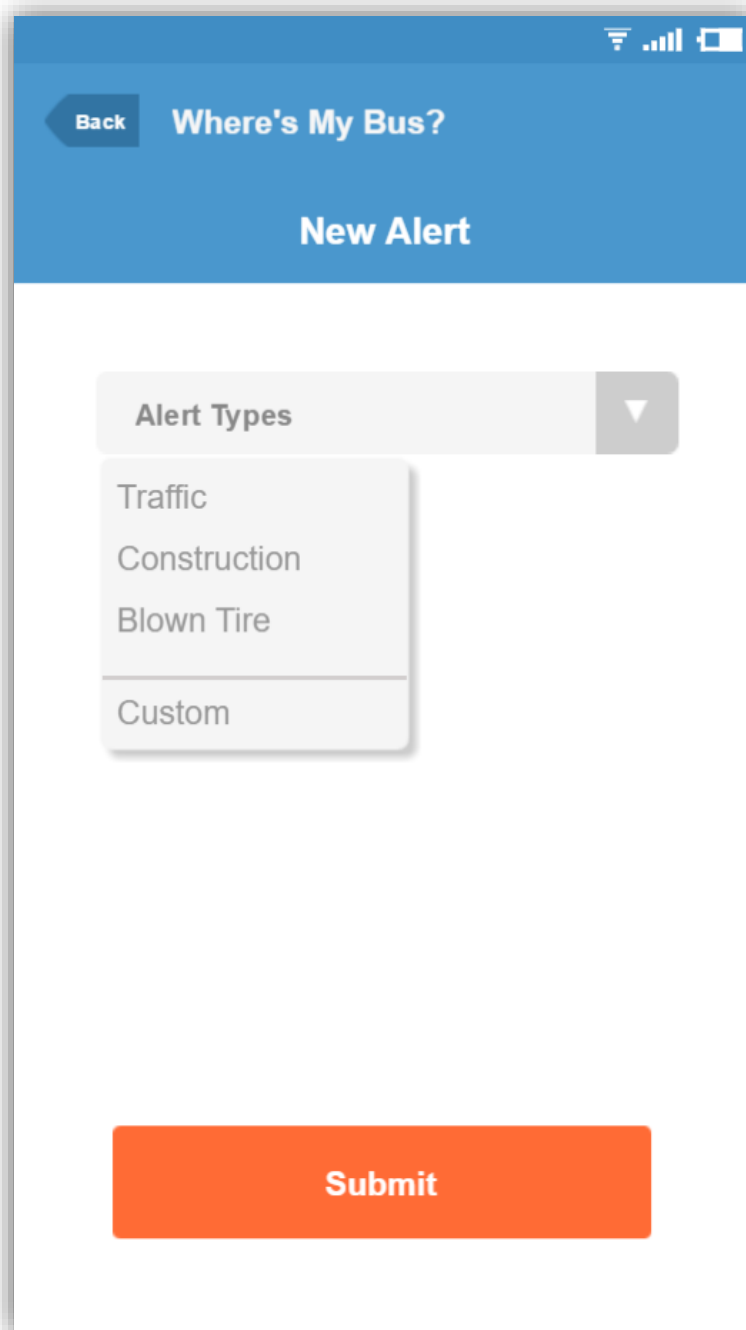 Back
Where's My Bus?
New Alert
Alert Types
Traffic
Construction
Blown Tire
Custom
Submit